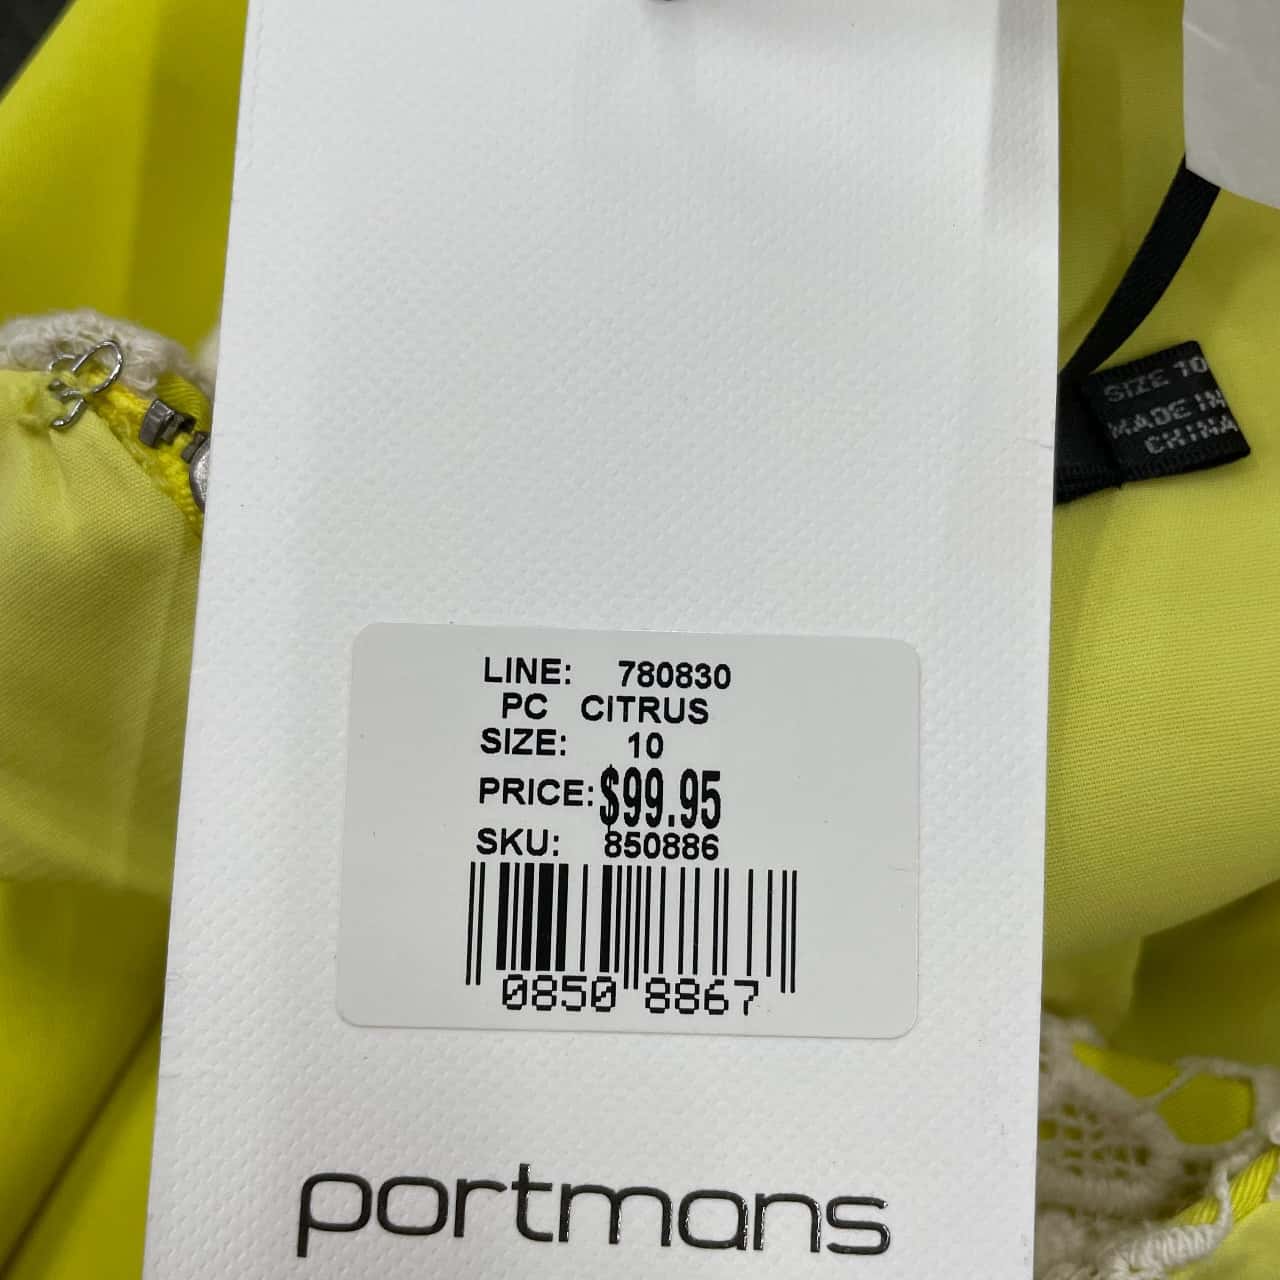 SIZE 10
MADE IN
CHINA
LINE: 780830
PC CITRUS
SIZE: 10
PRICE: $99.95
SKU: 850886
0850 8867
portmans